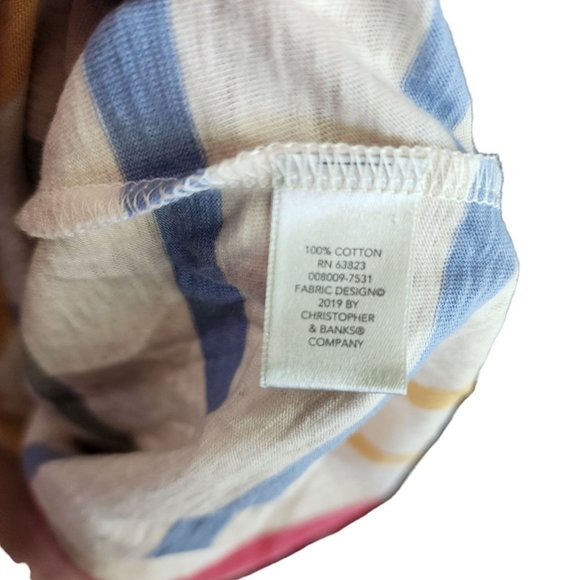 100% COTTON
RN 63823
008009-7531
FABRIC DESIGN©
2019 BY
CHRISTOPHER
& BANKS®
COMPANY